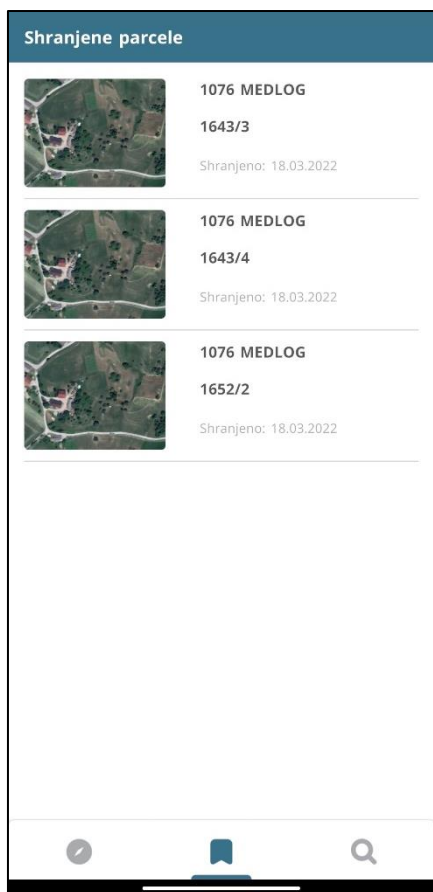 Shranjene parcele
1076 MEDLOG
1643/3
Shranjeno: 18.03.2022
1076 MEDLOG
1643/4
Shranjeno: 18.03.2022
1076 MEDLOG
1652/2
Shranjeno: 18.03.2022